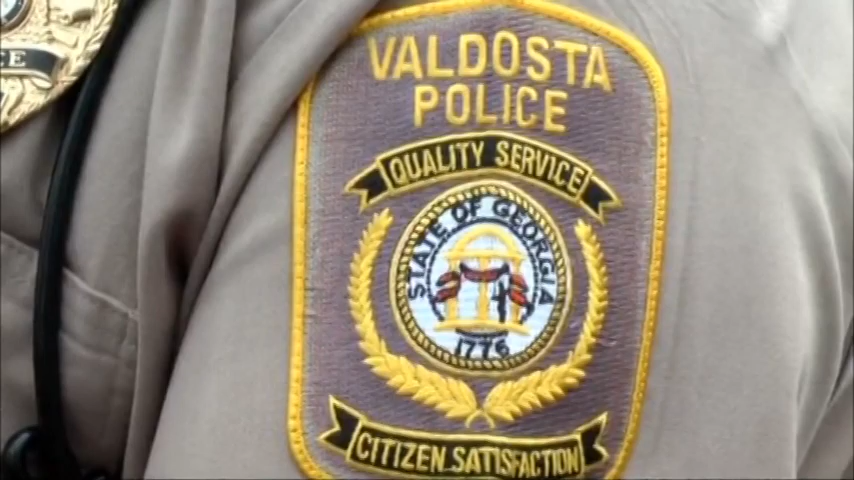 VALDOSTA
POLICE
QUALITY SERVICE
STATE OF GEORGIA
1776
CITIZEN SATISFACTION